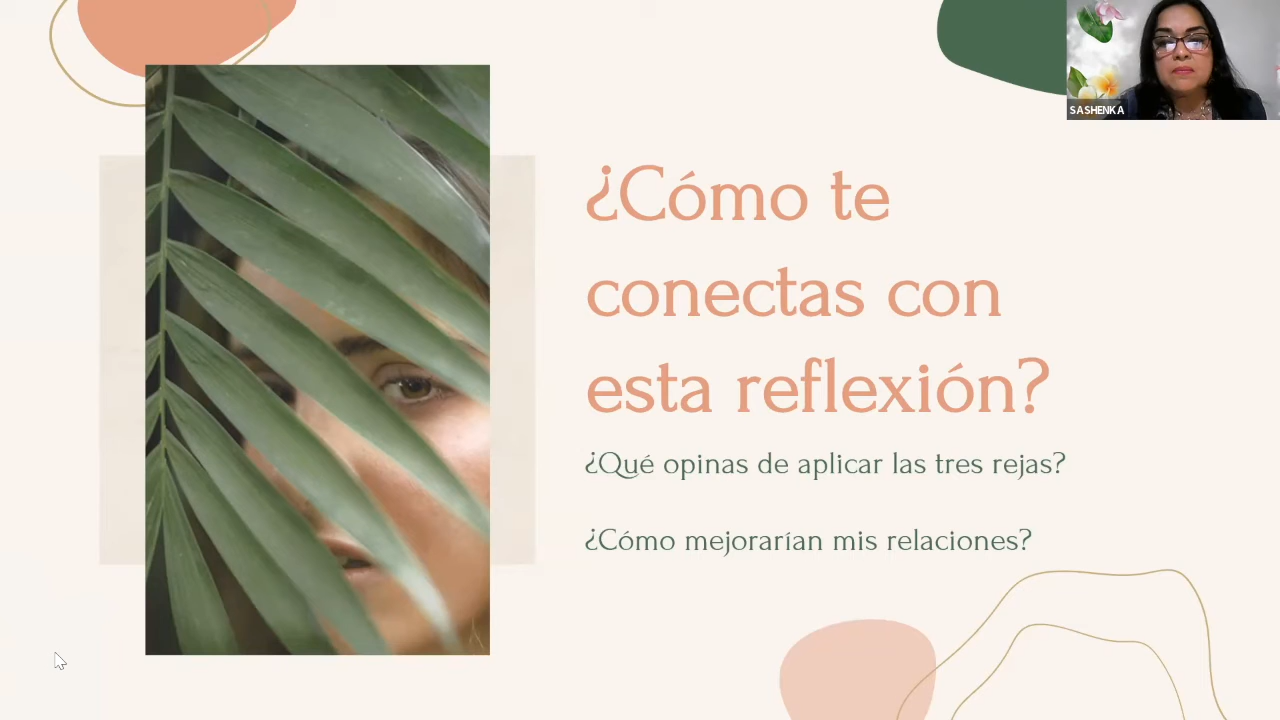 SASHENKA
¿Cómo te
conectas con
esta reflexión?
¿Qué opinas de aplicar las tres rejas?
¿Cómo mejorarían mis relaciones?